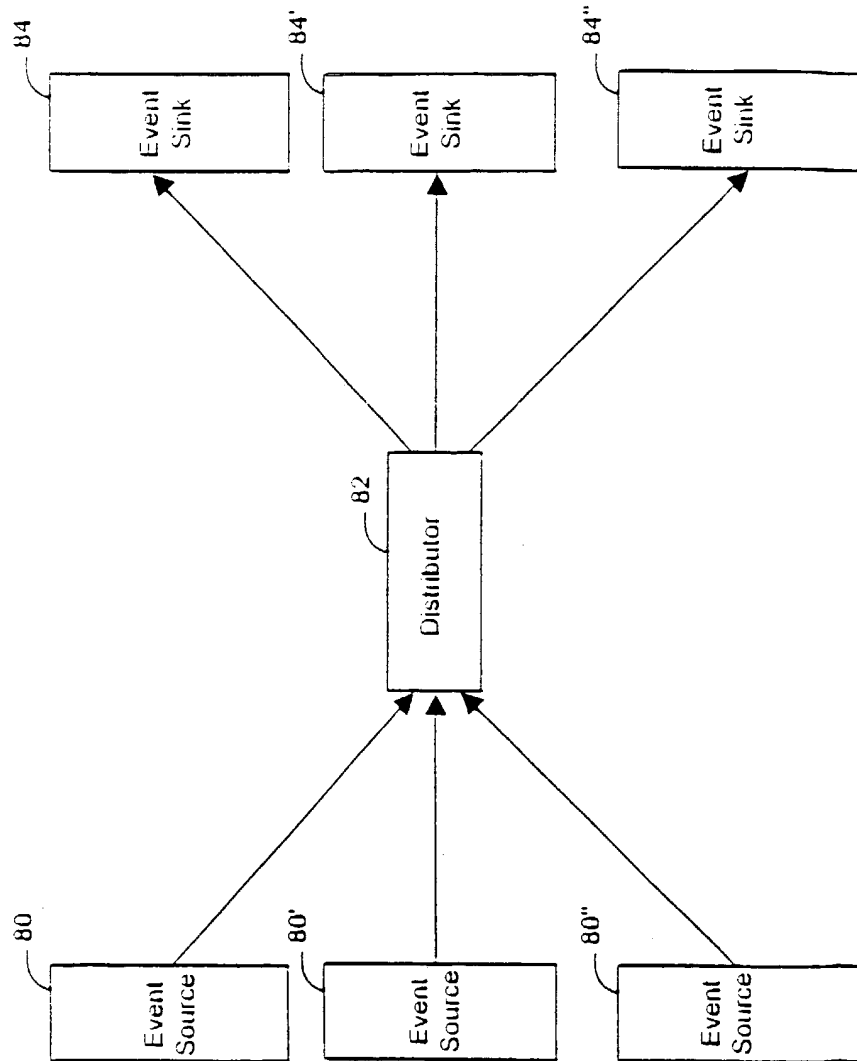 80
Event
Source
80'
Event
Source
80"
Event
Source
82
Distributor
84
Event
Sink
84'
Event
Sink
84"
Event
Sink